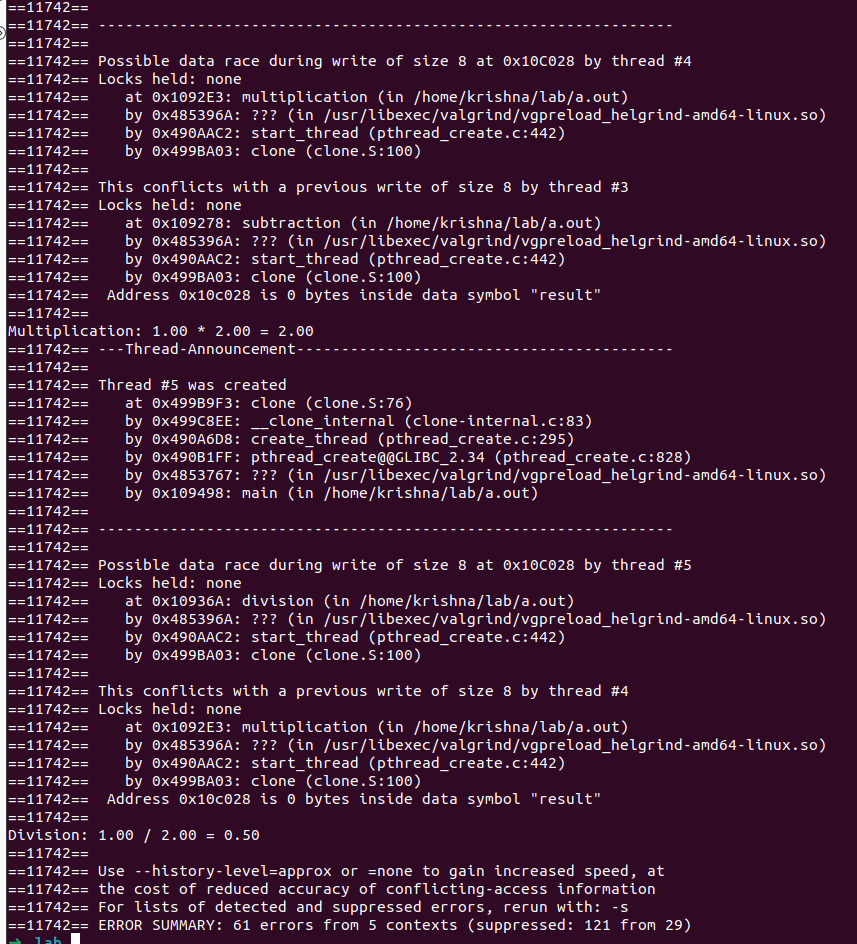 ==11742==
==11742== ----------------------------------------------------------------
==11742==
==11742== Possible data race during write of size 8 at 0x10C028 by thread #4
==11742== Locks held: none
==11742==    at 0x1092E3: multiplication (in /home/krishna/lab/a.out)
==11742==    by 0x485396A: ??? (in /usr/libexec/valgrind/vgpreload_helgrind-amd64-linux.so)
==11742==    by 0x490AAC2: start_thread (pthread_create.c:442)
==11742==    by 0x499BA03: clone (clone.S:100)
==11742==
==11742== This conflicts with a previous write of size 8 by thread #3
==11742== Locks held: none
==11742==    at 0x109278: subtraction (in /home/krishna/lab/a.out)
==11742==    by 0x485396A: ??? (in /usr/libexec/valgrind/vgpreload_helgrind-amd64-linux.so)
==11742==    by 0x490AAC2: start_thread (pthread_create.c:442)
==11742==    by 0x499BA03: clone (clone.S:100)
==11742==  Address 0x10c028 is 0 bytes inside data symbol "result"
==11742==
Multiplication: 1.00 * 2.00 = 2.00
==11742== ---Thread-Announcement------------------------------------------
==11742==
==11742== Thread #5 was created
==11742==    at 0x499B9F3: clone (clone.S:76)
==11742==    by 0x499C8EE: __clone_internal (clone-internal.c:83)
==11742==    by 0x490A6D8: create_thread (pthread_create.c:295)
==11742==    by 0x490B1FF: pthread_create@@GLIBC_2.34 (pthread_create.c:828)
==11742==    by 0x4853767: ??? (in /usr/libexec/valgrind/vgpreload_helgrind-amd64-linux.so)
==11742==    by 0x109498: main (in /home/krishna/lab/a.out)
==11742==
==11742== ----------------------------------------------------------------
==11742==
==11742== Possible data race during write of size 8 at 0x10C028 by thread #5
==11742== Locks held: none
==11742==    at 0x10936A: division (in /home/krishna/lab/a.out)
==11742==    by 0x485396A: ??? (in /usr/libexec/valgrind/vgpreload_helgrind-amd64-linux.so)
==11742==    by 0x490AAC2: start_thread (pthread_create.c:442)
==11742==    by 0x499BA03: clone (clone.S:100)
==11742==
==11742== This conflicts with a previous write of size 8 by thread #4
==11742== Locks held: none
==11742==    at 0x1092E3: multiplication (in /home/krishna/lab/a.out)
==11742==    by 0x485396A: ??? (in /usr/libexec/valgrind/vgpreload_helgrind-amd64-linux.so)
==11742==    by 0x490AAC2: start_thread (pthread_create.c:442)
==11742==    by 0x499BA03: clone (clone.S:100)
==11742==  Address 0x10c028 is 0 bytes inside data symbol "result"
==11742==
Division: 1.00 / 2.00 = 0.50
==11742==
==11742== Use --history-level=approx or =none to gain increased speed, at
==11742== the cost of reduced accuracy of conflicting-access information
==11742== For lists of detected and suppressed errors, rerun with: -s
==11742== ERROR SUMMARY: 61 errors from 5 contexts (suppressed: 121 from 29)
→ lab